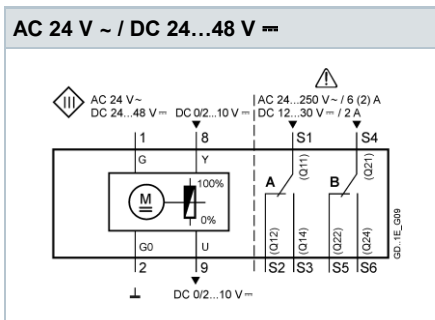 AC 24 V ~ / DC 24…48 V ⎓
AC 24 V ~ | AC 24...250 V~ / 6 (2) A
III DC 24...48 V ⎓ DC 0/2...10 V ⎓ DC 12...30 V ⎓ / 2 A
1 8 S1 S4
G Y (Q11) (Q21)
100% A B
M
0%
G0 U (Q12) (Q14) (Q22) (Q24)
2 9 S2 S3 S5 S6
DC 0/2...10 V ⎓
GD..1E_G09